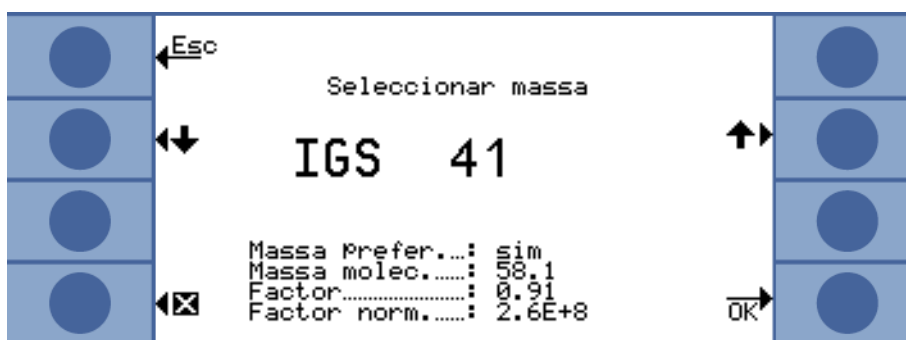 Esc
Seleccionar massa
IGS 41
Massa Prefer...: sim
Massa molec......: 58.1
Factor....................: 0.91
Factor norm......: 2.6E+8
OK